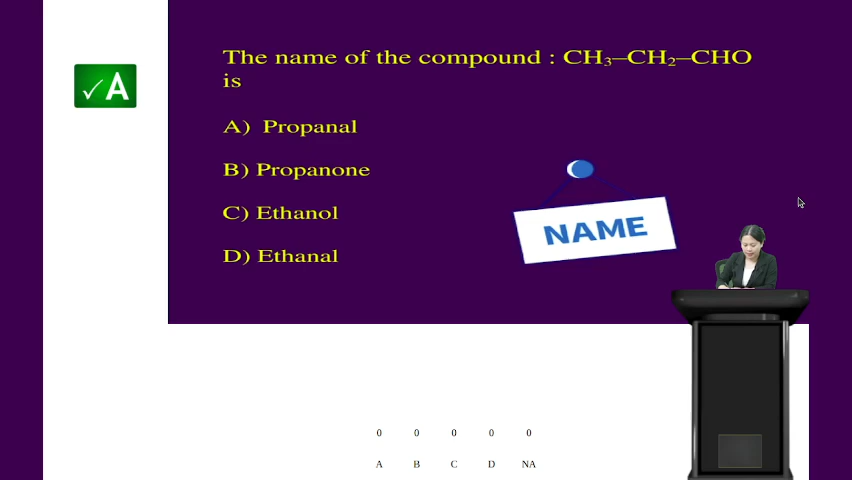 The name of the compound : CH₃–CH₂–CHO
is
✓A
A) Propanal
B) Propanone
C) Ethanol
D) Ethanal
NAME
0 0 0 0 0
A B C D NA